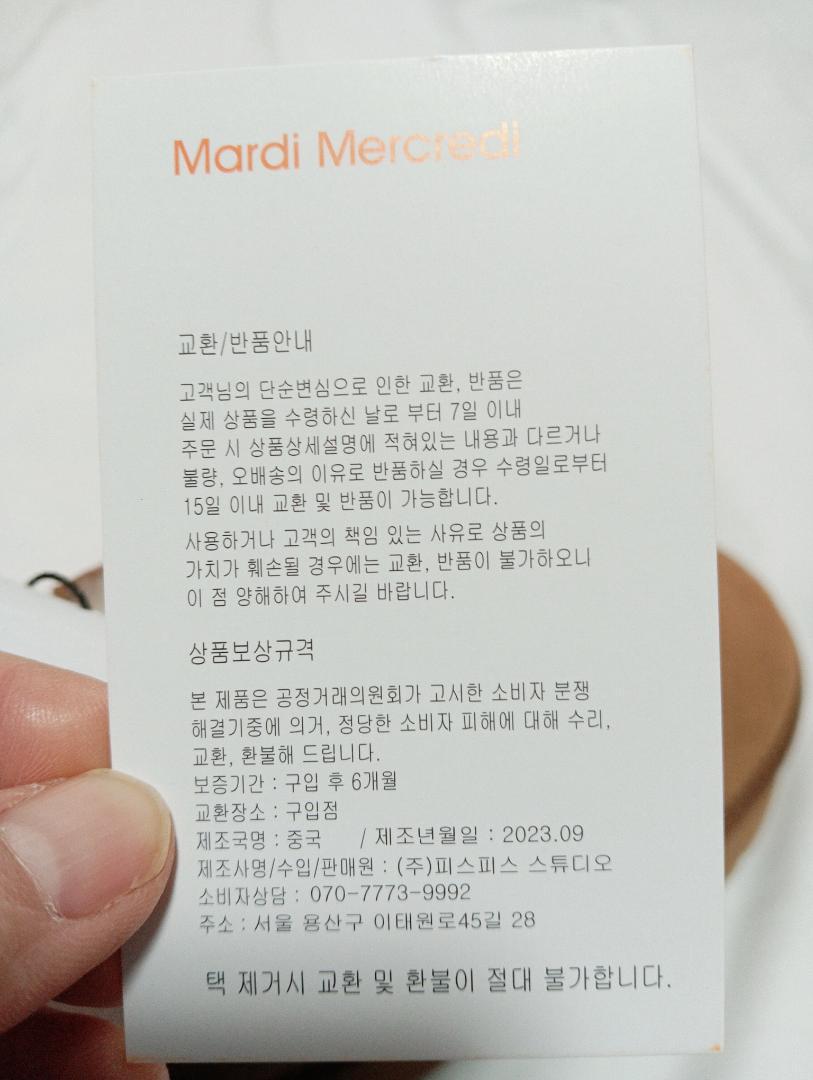 Mardi Mercredi
교환/반품안내
고객님의 단순변심으로 인한 교환, 반품은
실제 상품을 수령하신 날로 부터 7일 이내
주문 시 상품상세설명에 적혀있는 내용과 다르거나
불량, 오배송의 이유로 반품하실 경우 수령일로부터
15일 이내 교환 및 반품이 가능합니다.
사용하거나 고객의 책임 있는 사유로 상품의
가치가 훼손될 경우에는 교환, 반품이 불가하오니
이 점 양해하여 주시길 바랍니다.
상품보상규격
본 제품은 공정거래의원회가 고시한 소비자 분쟁
해결기중에 의거, 정당한 소비자 피해에 대해 수리,
교환, 환불해 드립니다.
보증기간 : 구입 후 6개월
교환장소 : 구입점
제조국명 : 중국 / 제조년월일 : 2023.09
제조사명/수입/판매원 : (주)피스피스 스튜디오
소비자상담 : 070-7773-9992
주소 : 서울 용산구 이태원로45길 28
택 제거시 교환 및 환불이 절대 불가합니다.